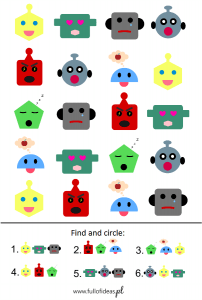 z
z
Find and circle:
1. 2. 3.
4. 5. 6.
www.fullofideas.pl